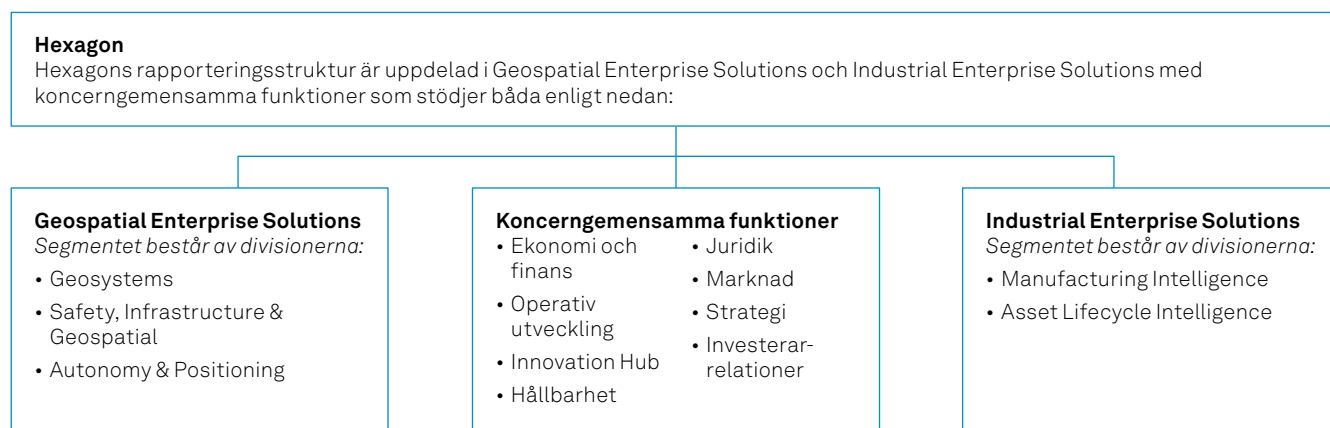 Hexagon
Hexagons rapporteringsstruktur är uppdelad i Geospatial Enterprise Solutions och Industrial Enterprise Solutions med
koncerngemensamma funktioner som stödjer båda enligt nedan:
Geospatial Enterprise Solutions
Segmentet består av divisionerna:
• Geosystems
• Safety, Infrastructure &
Geospatial
• Autonomy & Positioning
Koncerngemensamma funktioner
• Ekonomi och
finans
• Operativ
utveckling
• Innovation Hub
• Hållbarhet
• Juridik
• Marknad
• Strategi
• Investerar-
relationer
Industrial Enterprise Solutions
Segmentet består av divisionerna:
• Manufacturing Intelligence
• Asset Lifecycle Intelligence